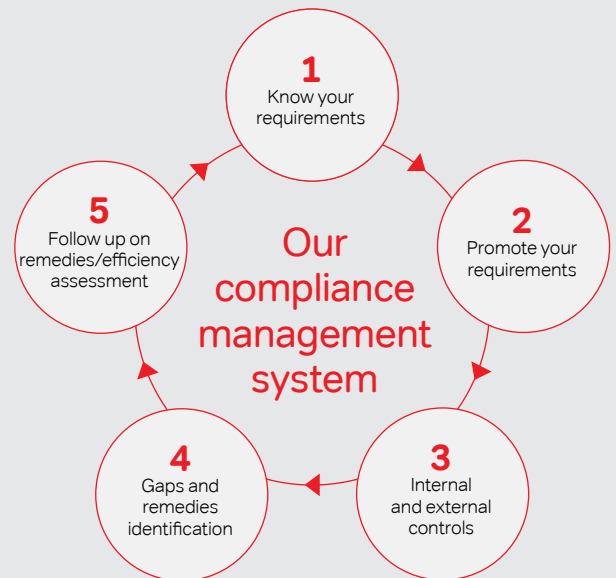 1
Know your
requirements
2
Promote your
requirements
3
Internal
and external
controls
4
Gaps and
remedies
identification
5
Follow up on
remedies/efficiency
assessment
Our
compliance
management
system